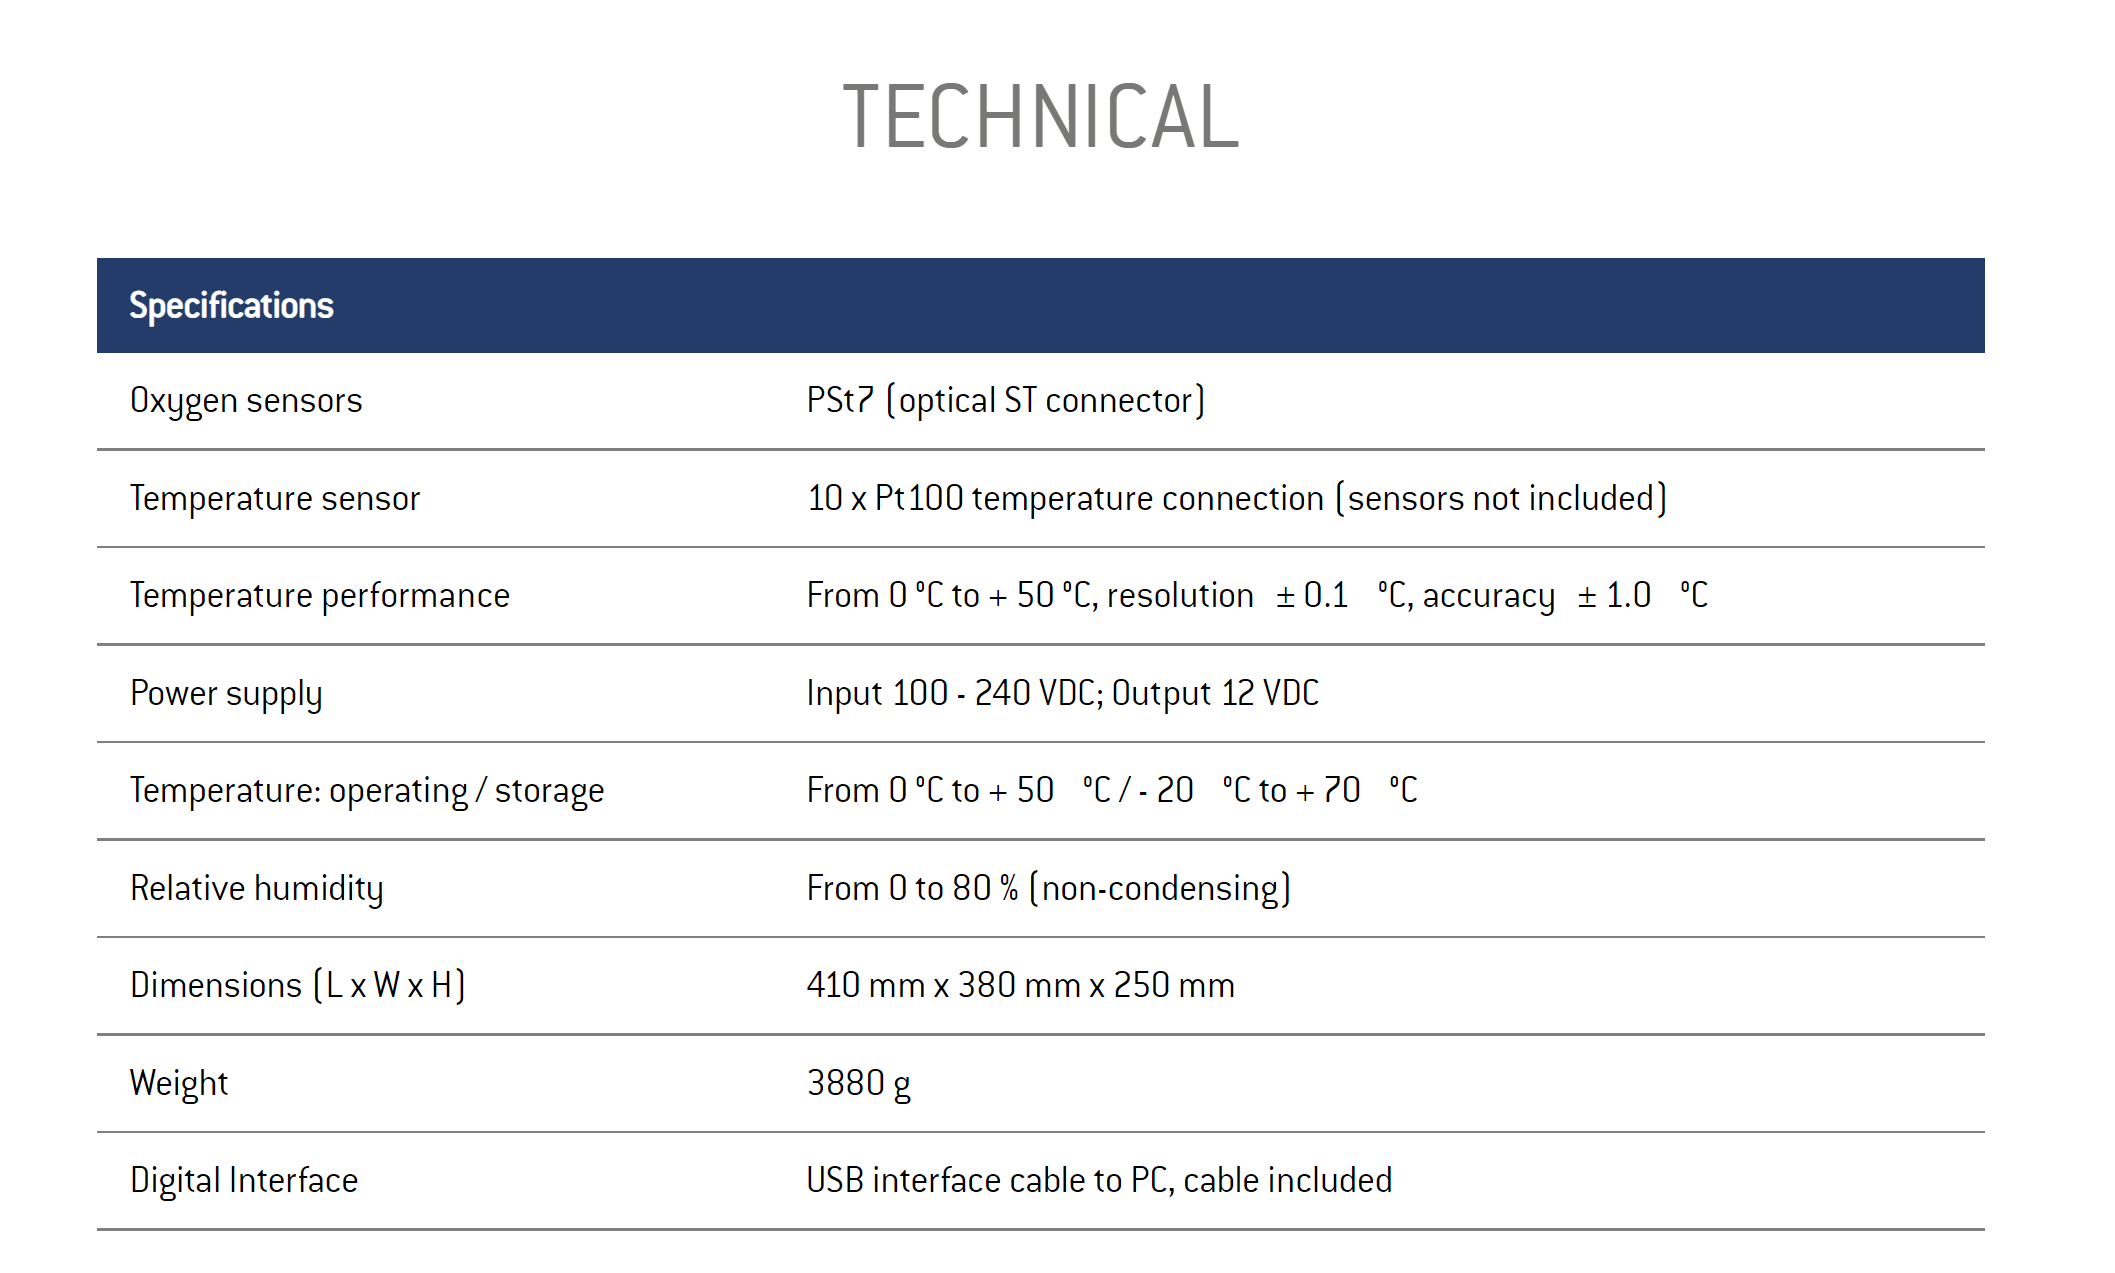 TECHNICAL
Specifications
Oxygen sensors PSt7 (optical ST connector)
Temperature sensor 10 x Pt100 temperature connection (sensors not included)
Temperature performance From 0 °C to + 50 °C, resolution ± 0.1 °C, accuracy ± 1.0 °C
Power supply Input 100 - 240 VDC; Output 12 VDC
Temperature: operating / storage From 0 °C to + 50 °C / - 20 °C to + 70 °C
Relative humidity From 0 to 80 % (non-condensing)
Dimensions (L x W x H) 410 mm x 380 mm x 250 mm
Weight 3880 g
Digital Interface USB interface cable to PC, cable included